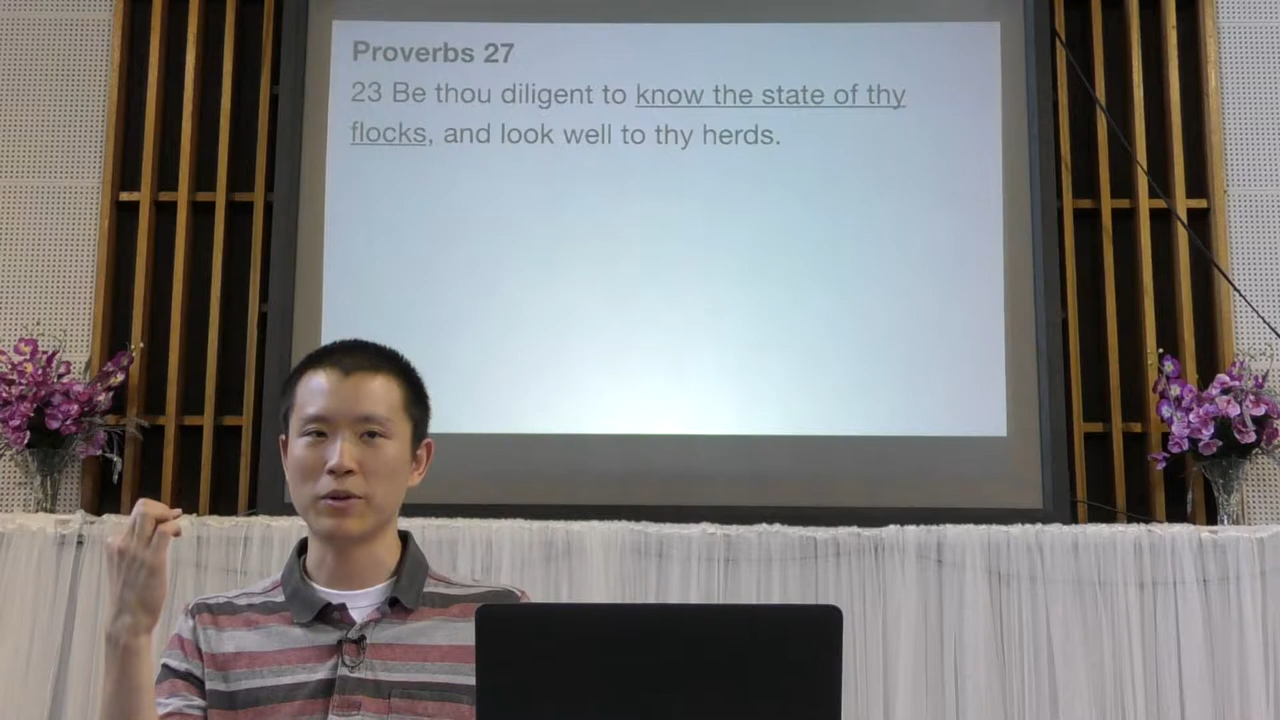 Proverbs 27
23 Be thou diligent to know the state of thy
flocks, and look well to thy herds.